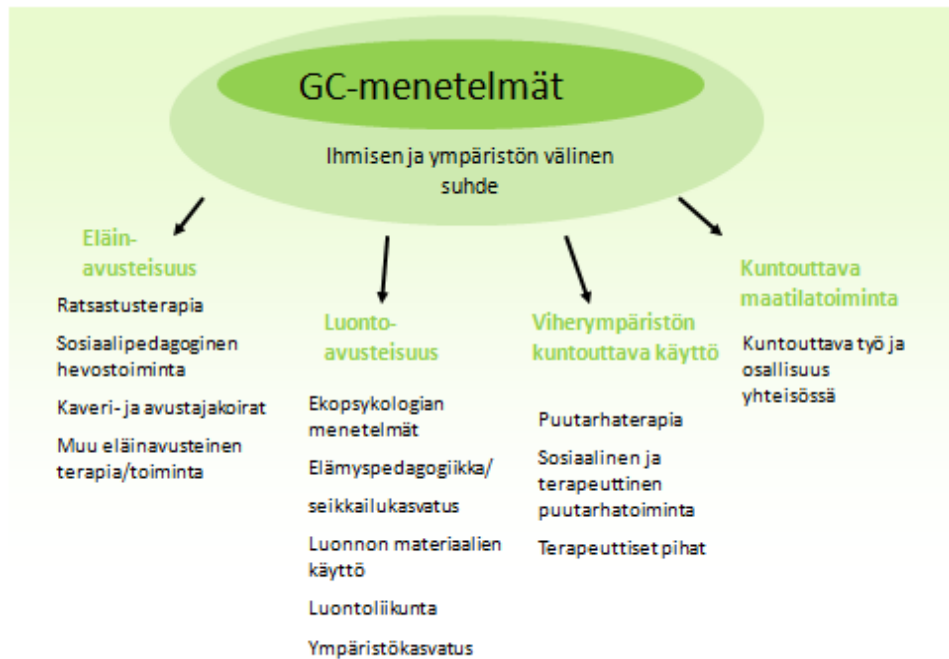 GC-menetelmät
Ihmisen ja ympäristön välinen
suhde
Eläin-
avusteisuus
Ratsastusterapia
Sosiaalipedagoginen
hevostoiminta
Kaveri- ja avustajakoirat
Muu eläinavusteinen
terapia/toiminta
Luonto-
avusteisuus
Ekopsykologian
menetelmät
Elämyspedagogiikka/
seikkailukasvatus
Luonnon materiaalien
käyttö
Luontoliikunta
Ympäristökasvatus
Viherympäristön
kuntouttava käyttö
Puutarhaterapia
Sosiaalinen ja
terapeuttinen
puutarhatoiminta
Terapeuttiset pihat
Kuntouttava
maatilatoiminta
Kuntouttava työ ja
osallisuus
yhteisössä